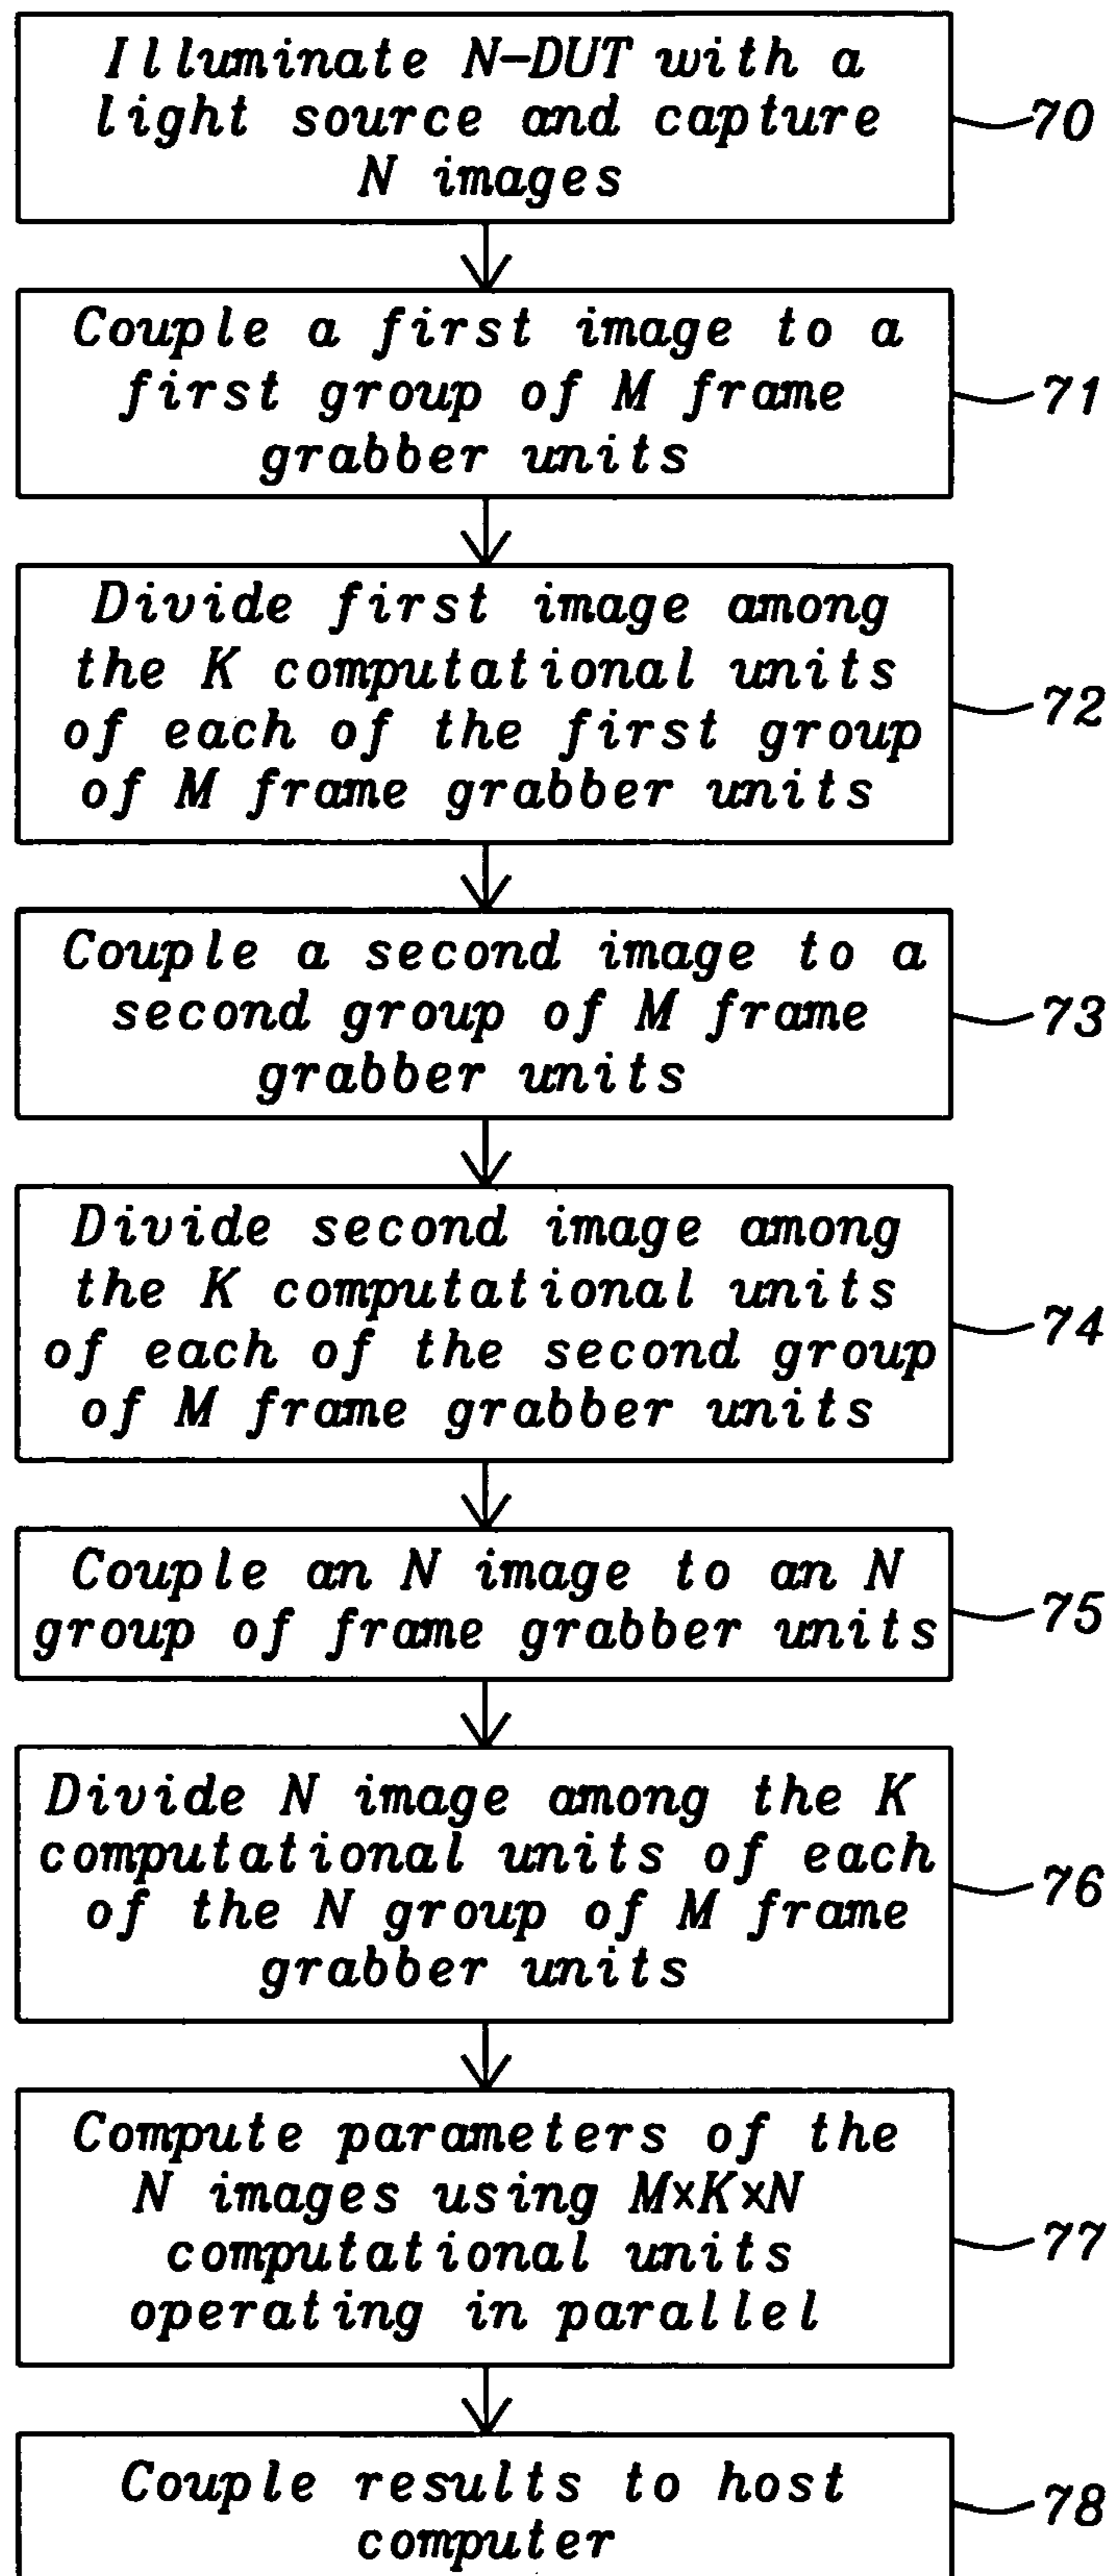 Illuminate N-DUT with a
light source and capture
N images
70
Couple a first image to a
first group of M frame
grabber units
71
Divide first image among
the K computational units
of each of the first group
of M frame grabber units
72
Couple a second image to a
second group of M frame
grabber units
73
Divide second image among
the K computational units
of each of the second group
of M frame grabber units
74
Couple an N image to an N
group of frame grabber units
75
Divide N image among the K
computational units of each
of the N group of M frame
grabber units
76
Compute parameters of the
N images using M×K×N
computational units
operating in parallel
77
Couple results to host
computer
78